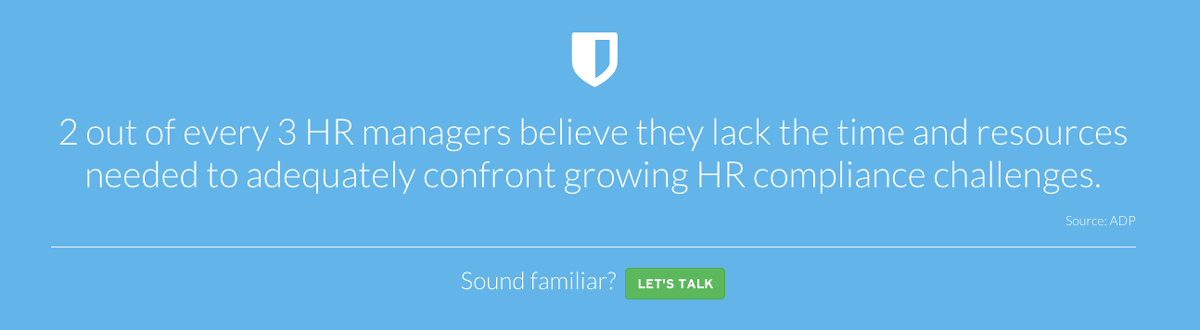 2 out of every 3 HR managers believe they lack the time and resources
needed to adequately confront growing HR compliance challenges.
Source: ADP
Sound familiar? LET'S TALK